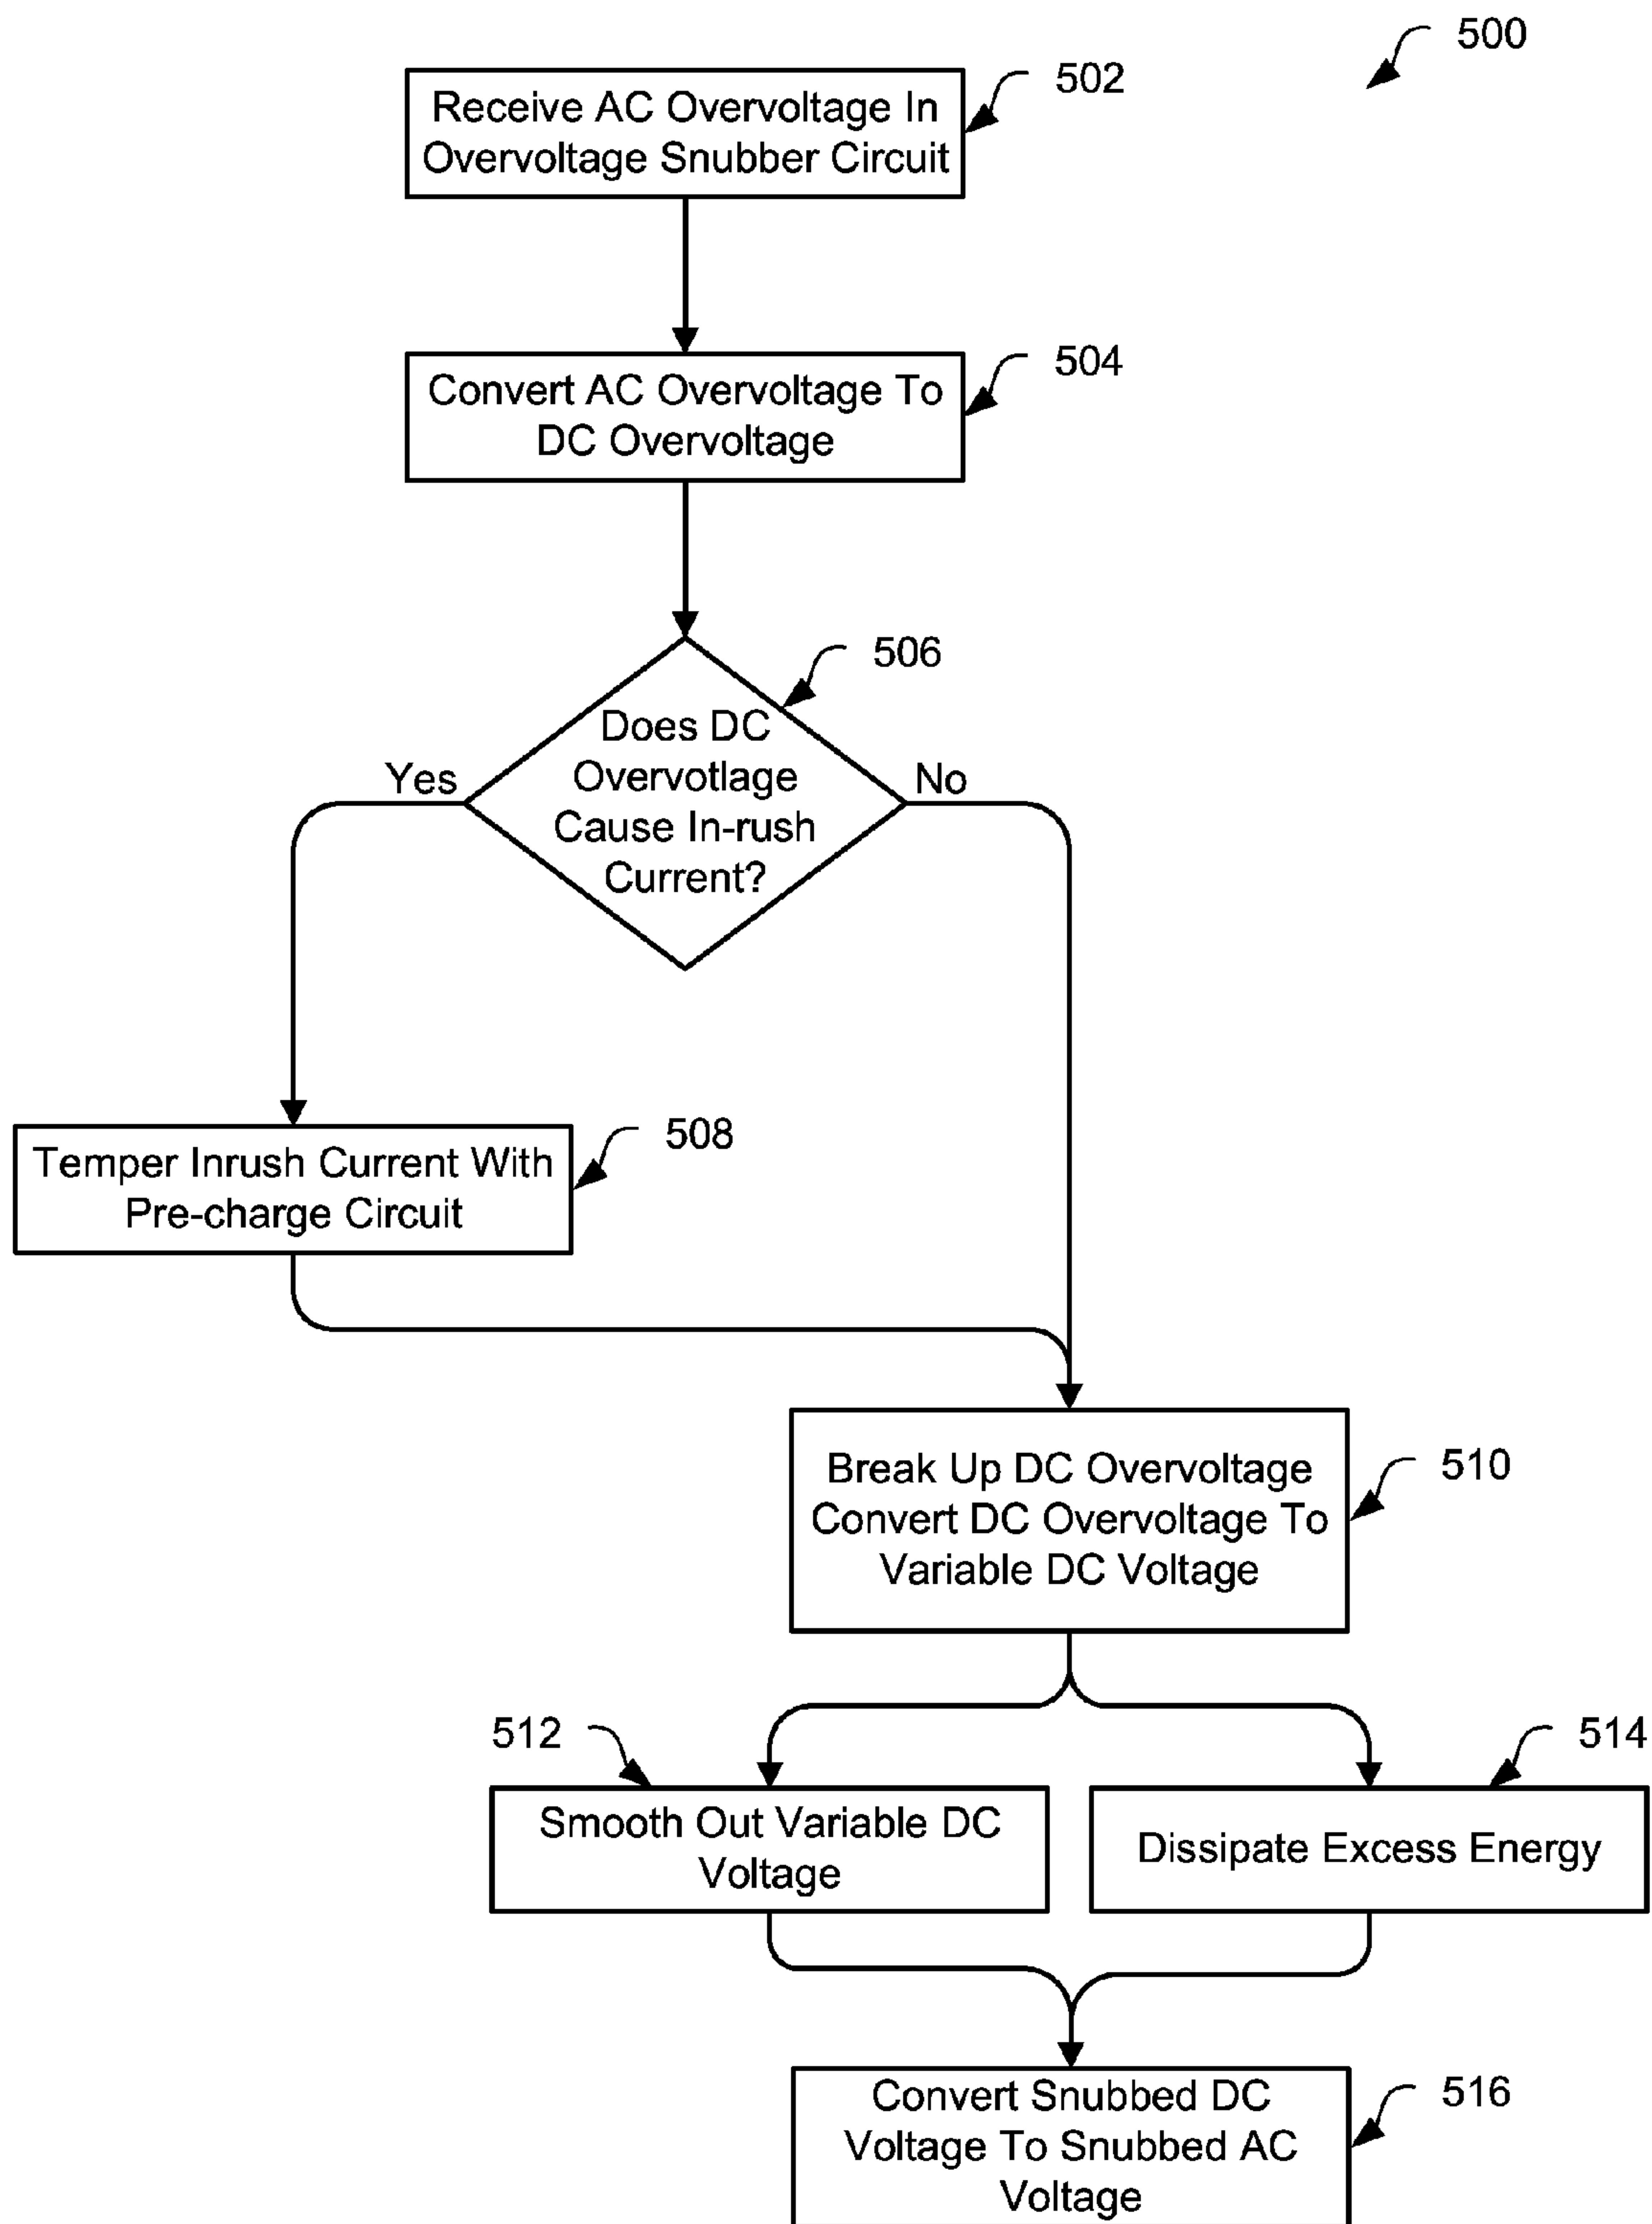 500
Receive AC Overvoltage In
Overvoltage Snubber Circuit
502
Convert AC Overvoltage To
DC Overvoltage
504
506
Does DC
Overvotlage
Cause In-rush
Current?
Yes
No
Temper Inrush Current With
Pre-charge Circuit
508
Break Up DC Overvoltage
Convert DC Overvoltage To
Variable DC Voltage
510
512
514
Smooth Out Variable DC
Voltage
Dissipate Excess Energy
Convert Snubbed DC
Voltage To Snubbed AC
Voltage
516